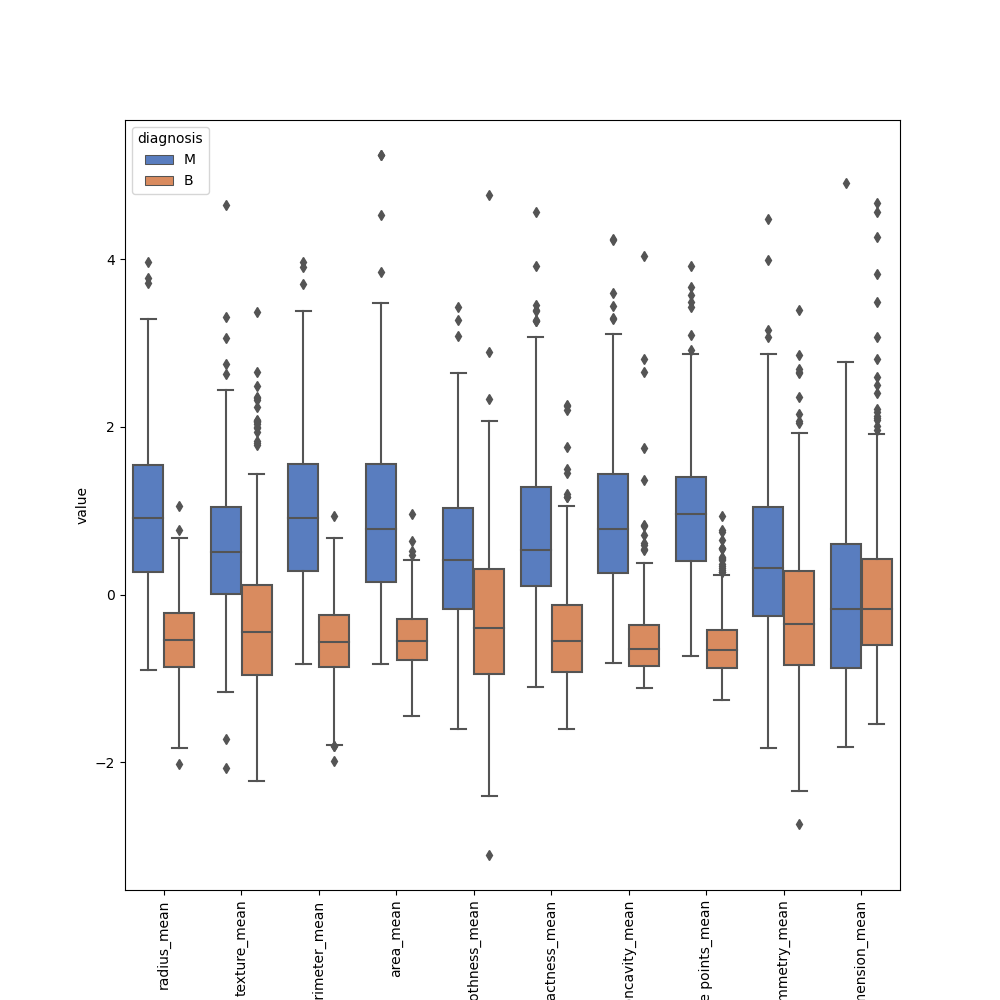 diagnosis
M
B
4
2
0
−2
value
radius_mean
texture_mean
rimeter_mean
area_mean
othness_mean
actness_mean
ncavity_mean
e points_mean
mmetry_mean
nension_mean